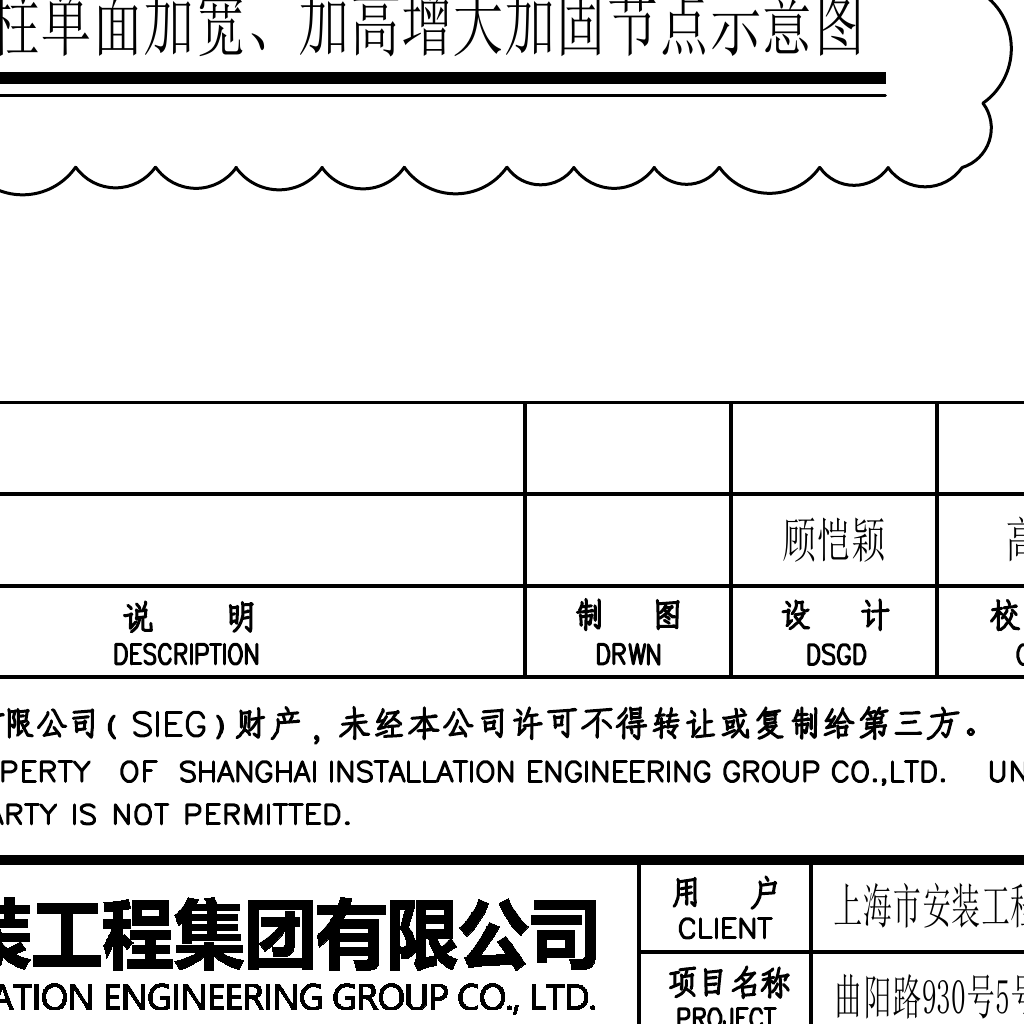 柱单面加宽、加高增大加固节点示意图
顾恺颖 高
说 明 制 图 设 计 校
DESCRIPTION DRWN DSGD
有限公司(SIEG)财产,未经本公司许可不得转让或复制给第三方。
PERTY OF SHANGHAI INSTALLATION ENGINEERING GROUP CO.,LTD. UN
ARTY IS NOT PERMITTED.
用 户 上海市安装工程
CLIENT
装工程集团有限公司
ATION ENGINEERING GROUP CO., LTD.
项目名称 曲阳路930号5号
PROJECT